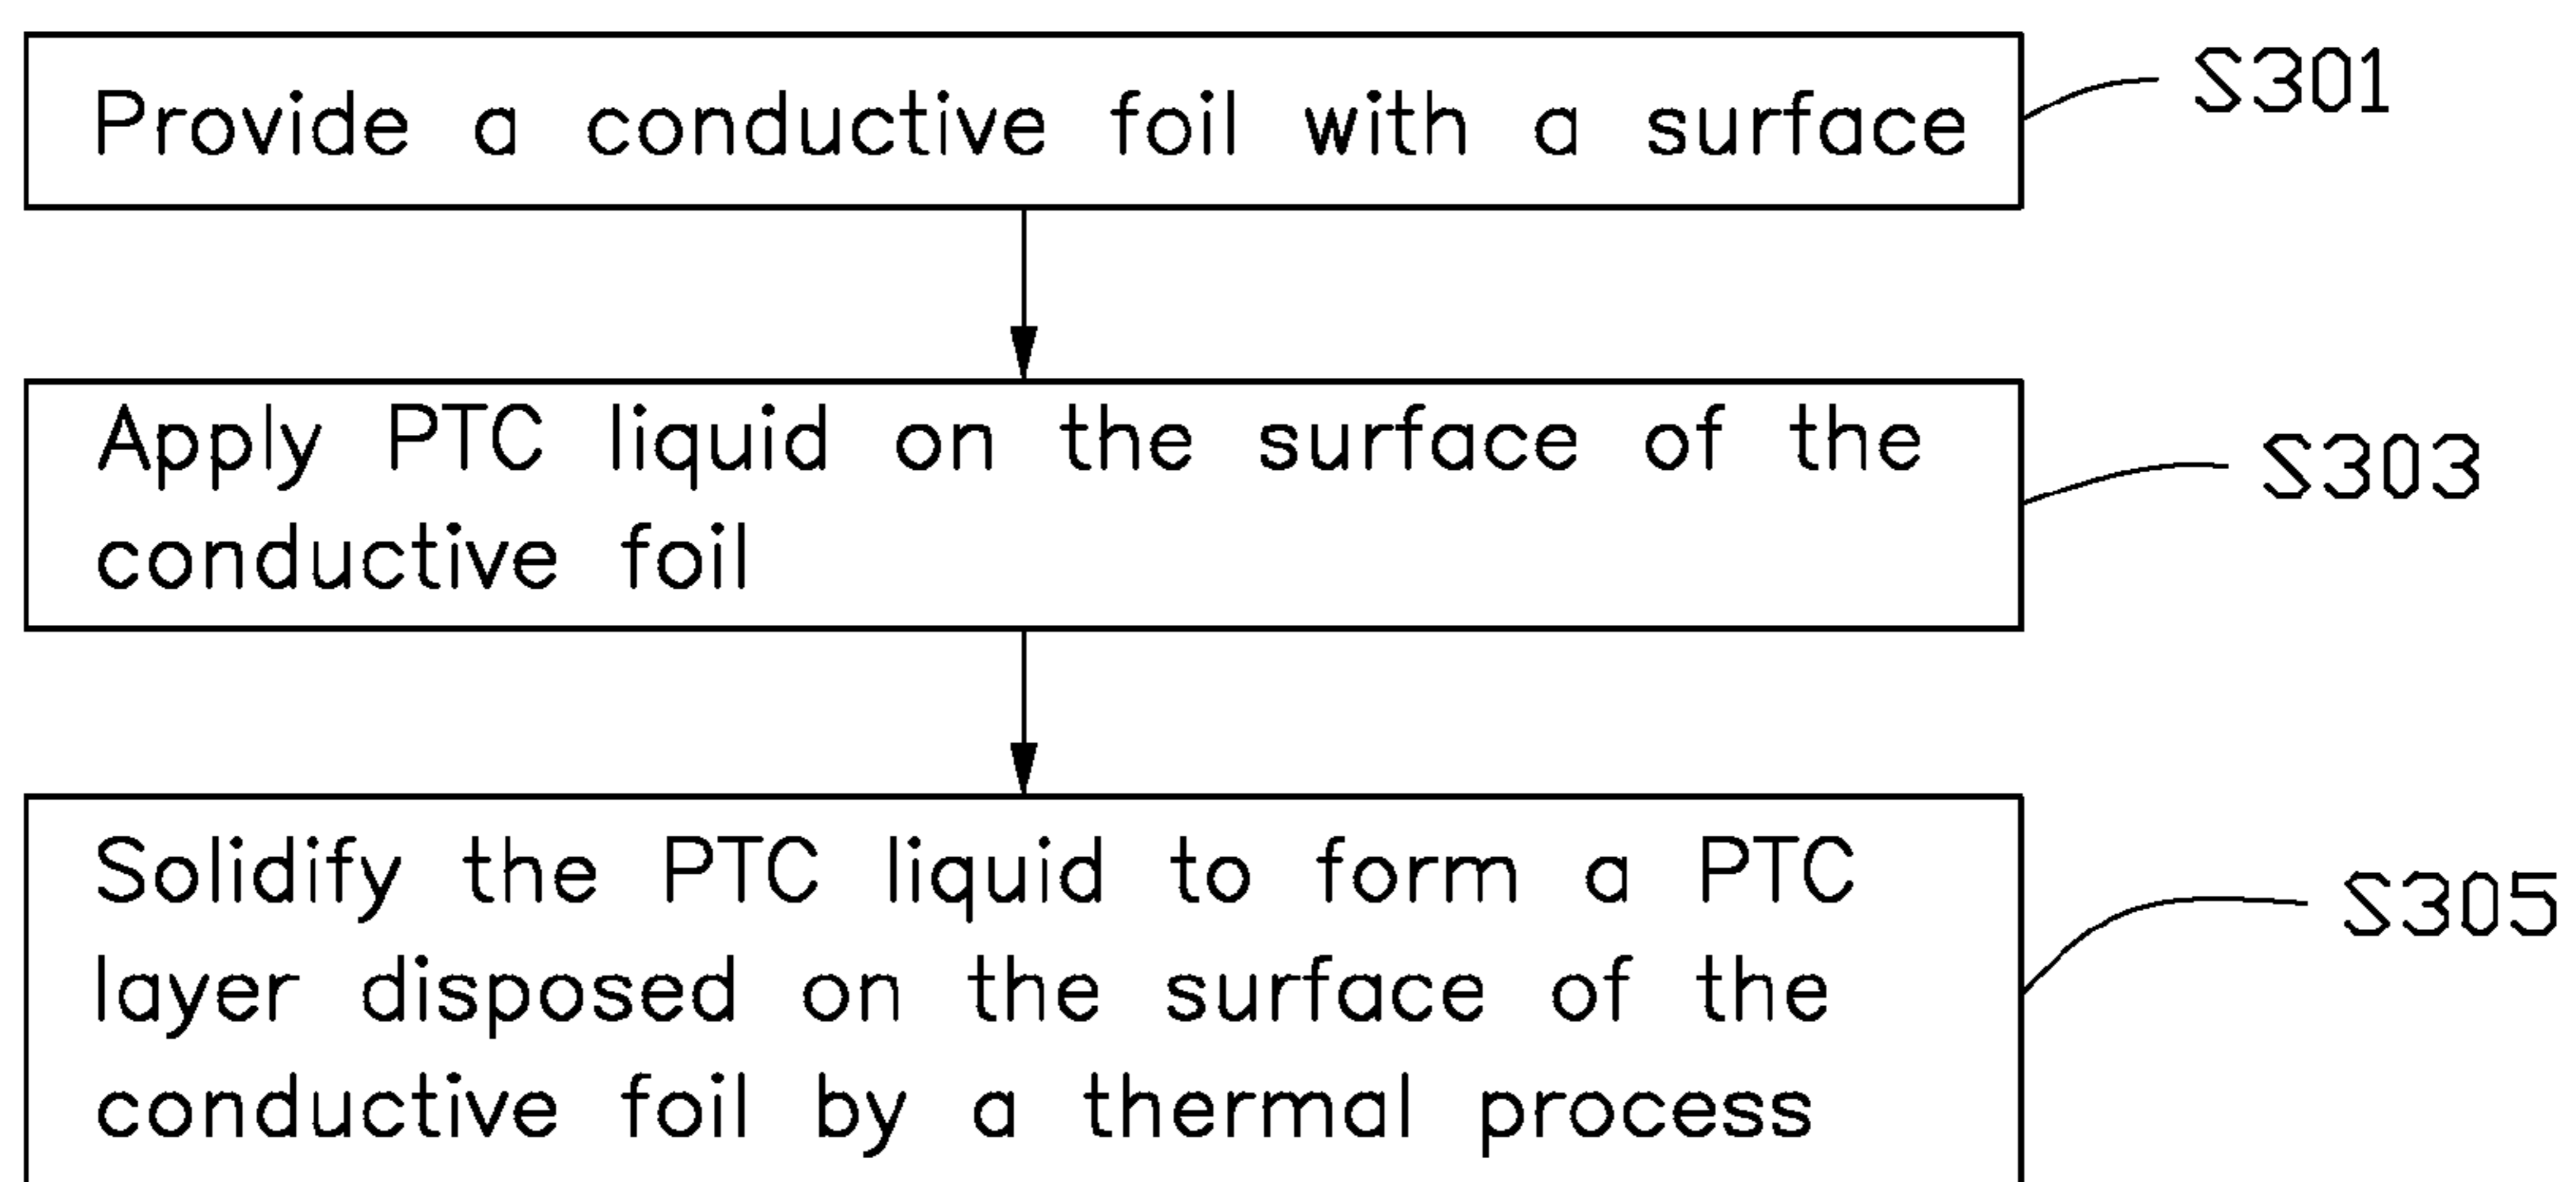 Provide a conductive foil with a surface
S301
Apply PTC liquid on the surface of the
conductive foil
S303
Solidify the PTC liquid to form a PTC
layer disposed on the surface of the
conductive foil by a thermal process
S305